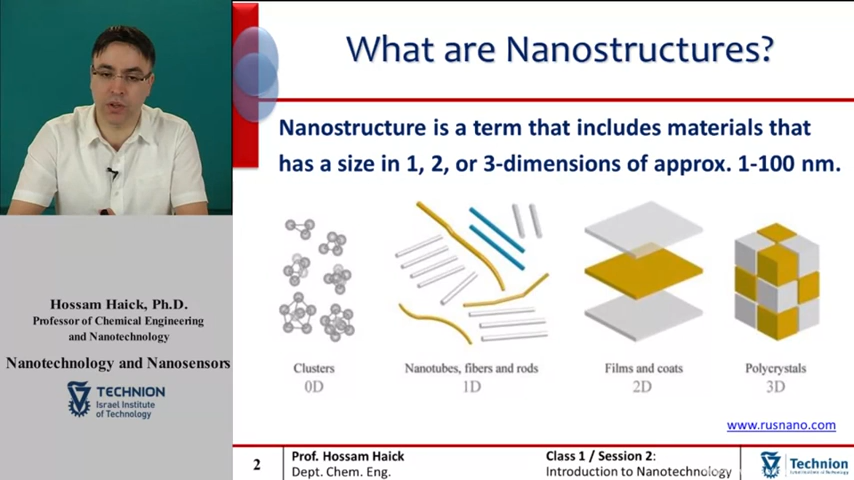 What are Nanostructures?
Nanostructure is a term that includes materials that
has a size in 1, 2, or 3-dimensions of approx. 1-100 nm.
Clusters
0D
Nanotubes, fibers and rods
1D
Films and coats
2D
Polycrystals
3D
www.rusnano.com
Hossam Haick, Ph.D.
Professor of Chemical Engineering
and Nanotechnology
Nanotechnology and Nanosensors
TECHNION
Israel Institute
of Technology
2
Prof. Hossam Haick
Dept. Chem. Eng.
Class 1 / Session 2:
Introduction to Nanotechnology
Technion